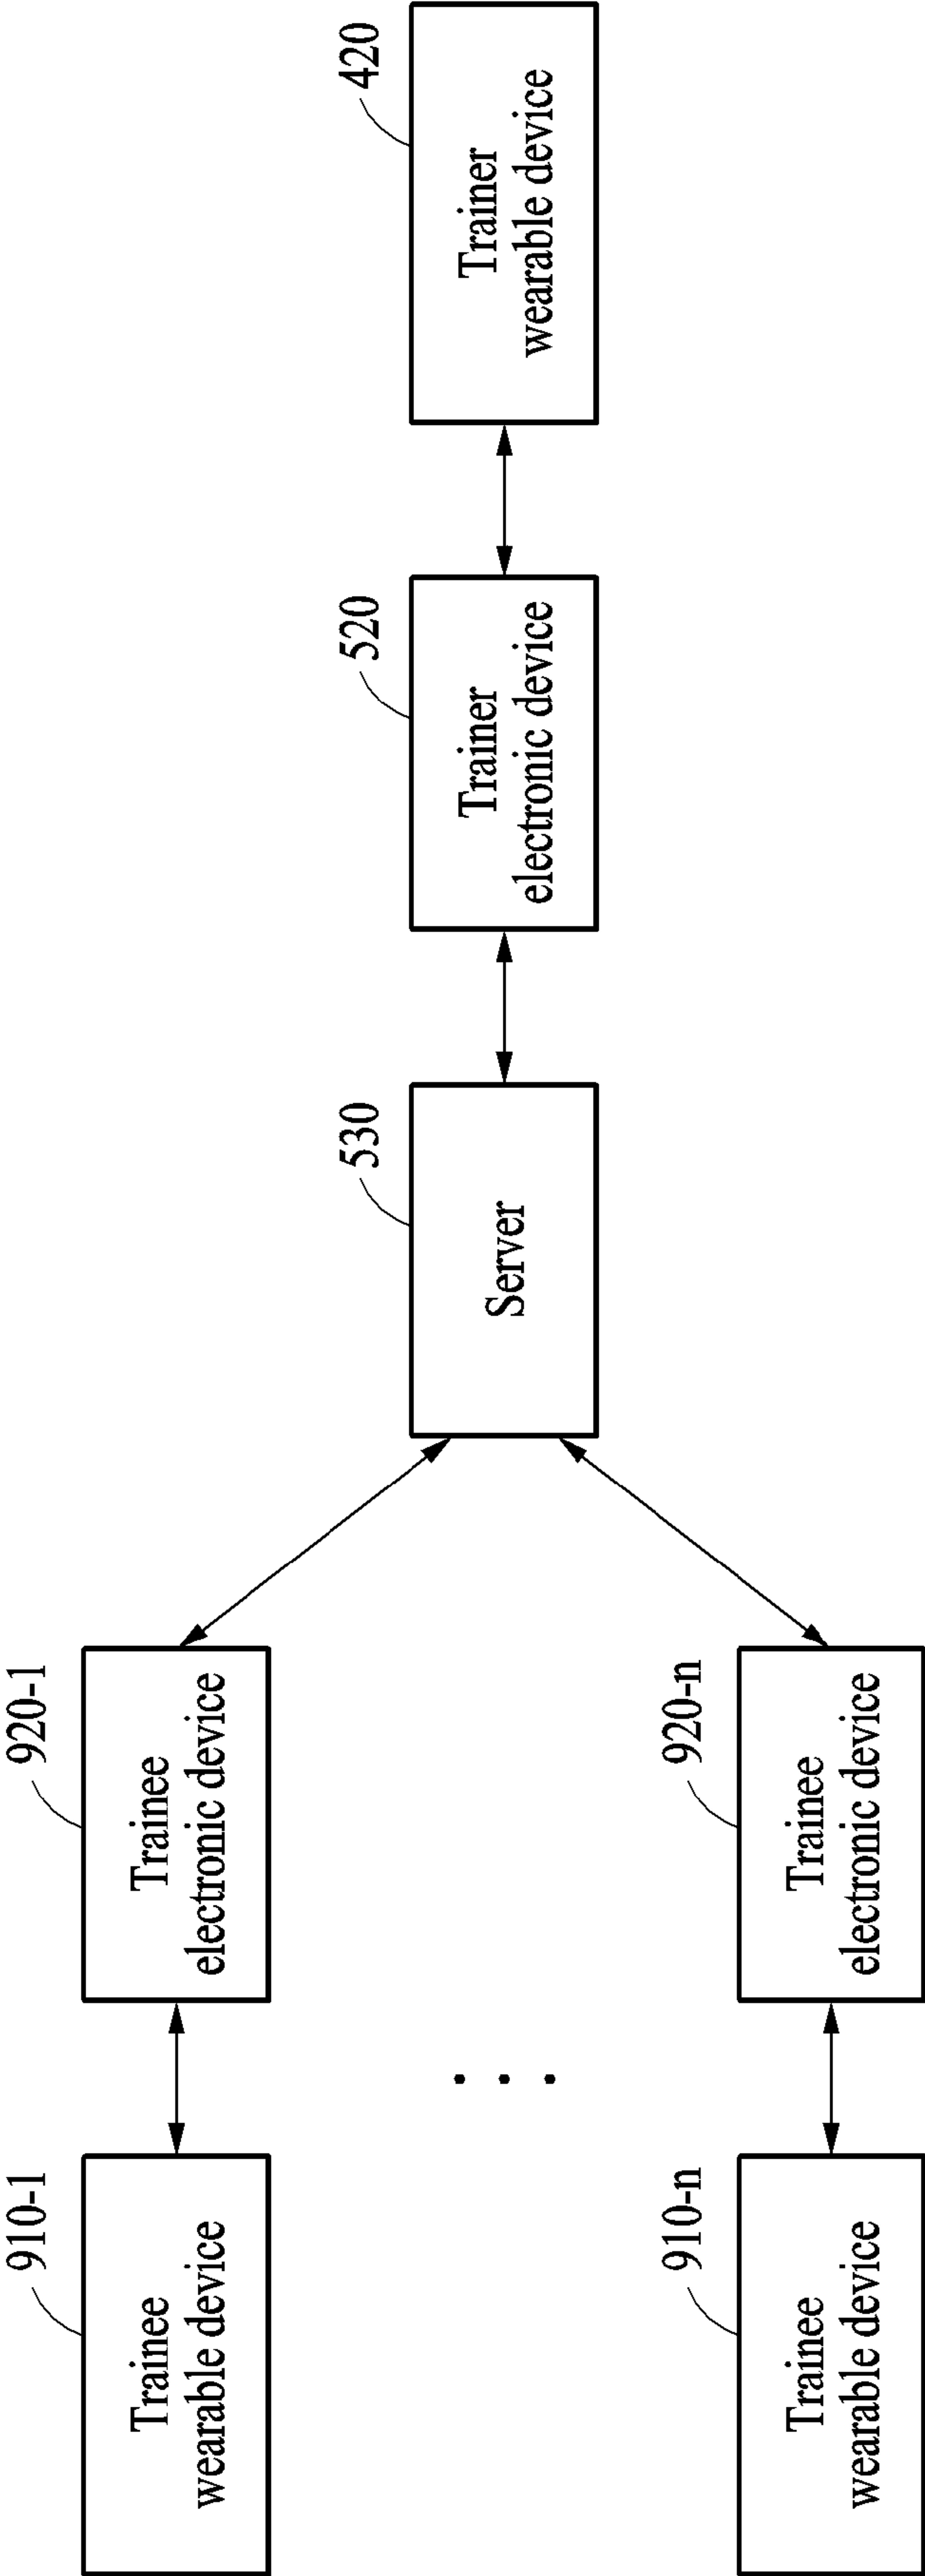 910-1
Trainee
wearable device
920-1
Trainee
electronic device
530
Server
520
Trainer
electronic device
420
Trainer
wearable device
910-n
Trainee
wearable device
920-n
Trainee
electronic device